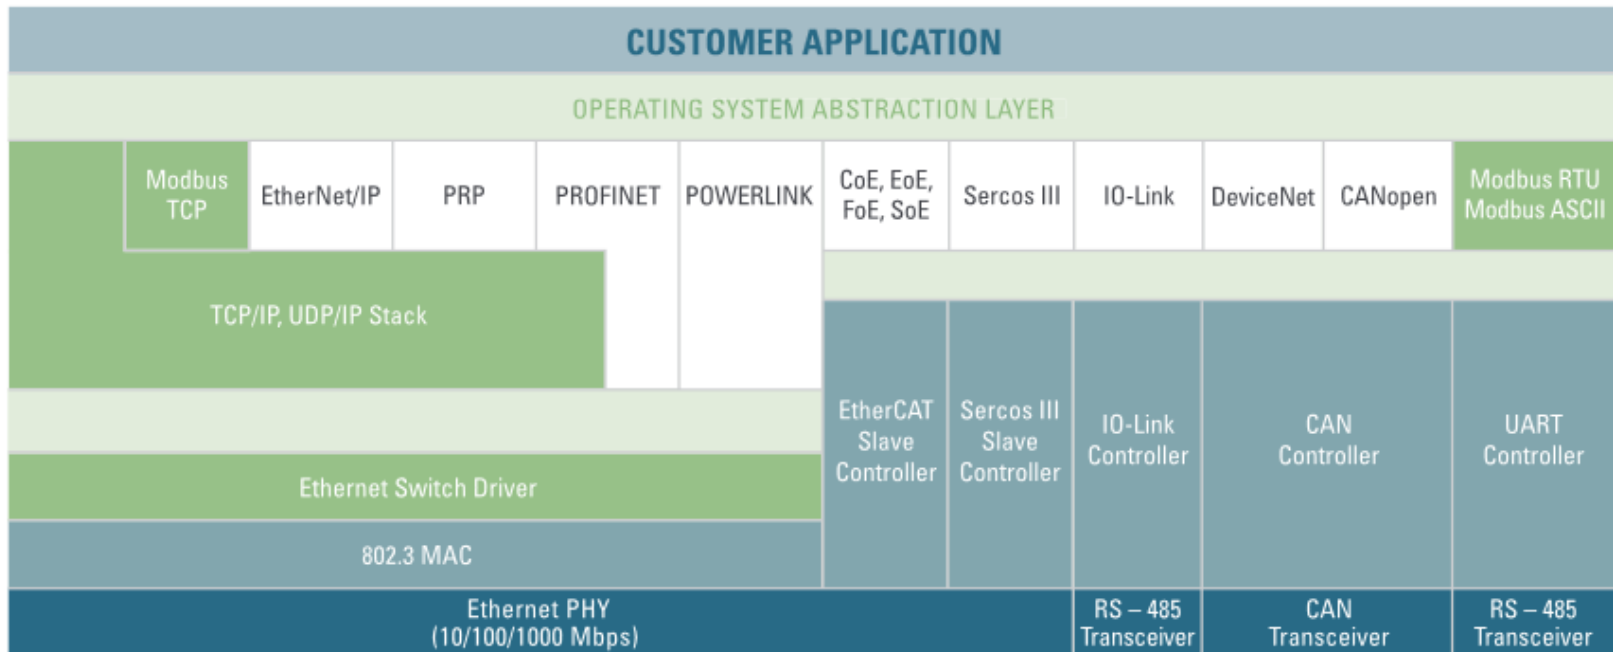 CUSTOMER APPLICATION
OPERATING SYSTEM ABSTRACTION LAYER
Modbus
TCP
EtherNet/IP
PRP
PROFINET
POWERLINK
CoE, EoE,
FoE, SoE
Sercos III
IO-Link
DeviceNet
CANopen
Modbus RTU
Modbus ASCII
TCP/IP, UDP/IP Stack
EtherCAT
Slave
Controller
Sercos III
Slave
Controller
IO-Link
Controller
CAN
Controller
UART
Controller
Ethernet Switch Driver
802.3 MAC
Ethernet PHY
(10/100/1000 Mbps)
RS – 485
Transceiver
CAN
Transceiver
RS – 485
Transceiver